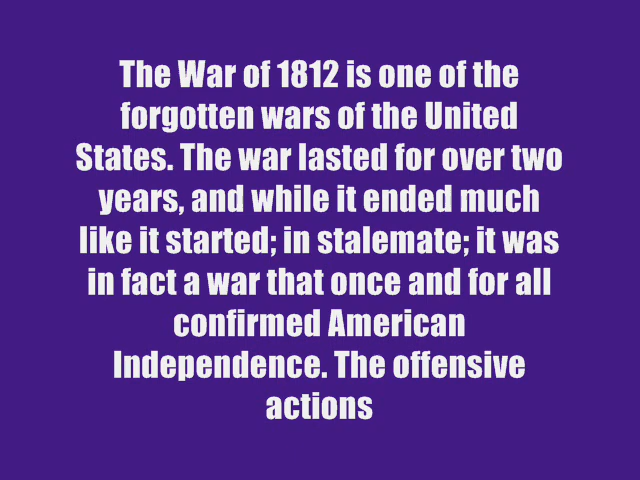 The War of 1812 is one of the
forgotten wars of the United
States. The war lasted for over two
years, and while it ended much
like it started; in stalemate; it was
in fact a war that once and for all
confirmed American
Independence. The offensive
actions